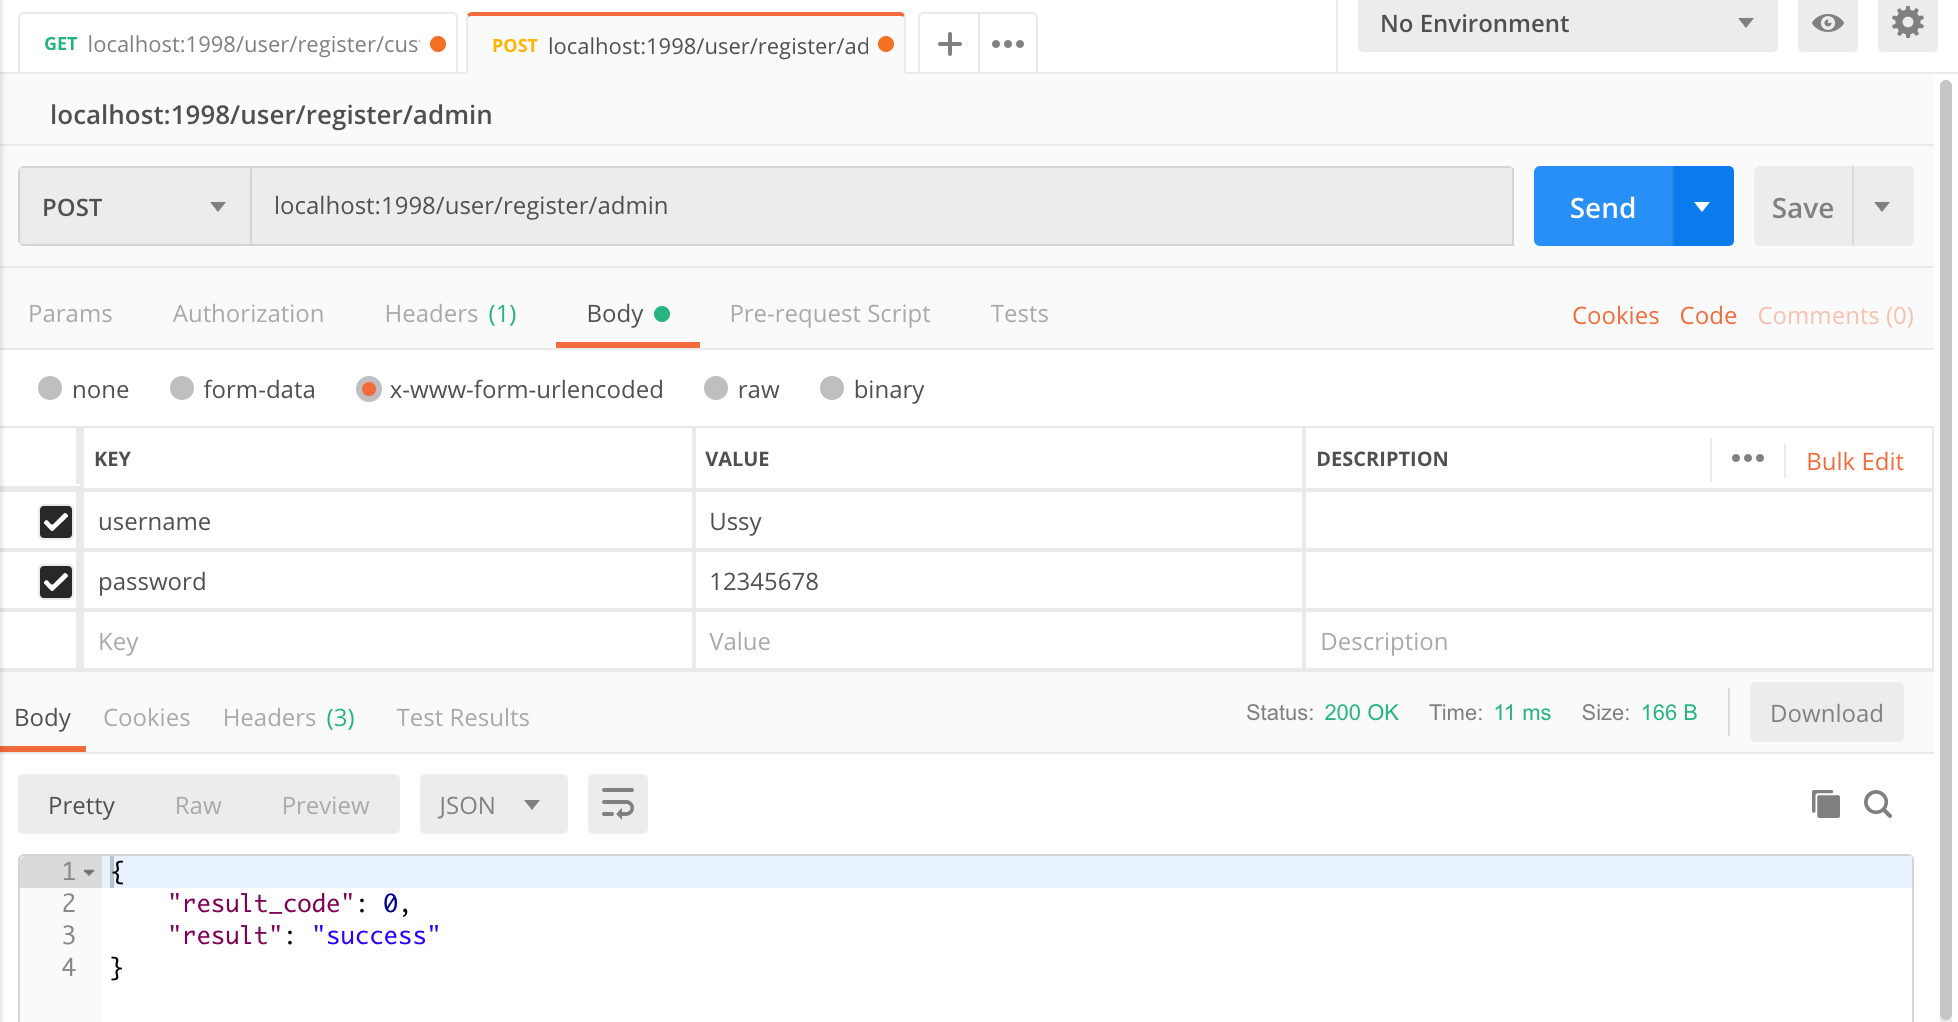 GET localhost:1998/user/register/cus
POST localhost:1998/user/register/ad
No Environment
localhost:1998/user/register/admin
POST
localhost:1998/user/register/admin
Send
Save
Params Authorization Headers (1) Body Pre-request Script Tests
Cookies Code Comments (0)
none form-data x-www-form-urlencoded raw binary
KEY VALUE DESCRIPTION ••• Bulk Edit
username Ussy
password 12345678
Key Value Description
Body Cookies Headers (3) Test Results
Status: 200 OK Time: 11 ms Size: 166 B Download
Pretty Raw Preview JSON
1 {
2 "result_code": 0,
3 "result": "success"
4 }